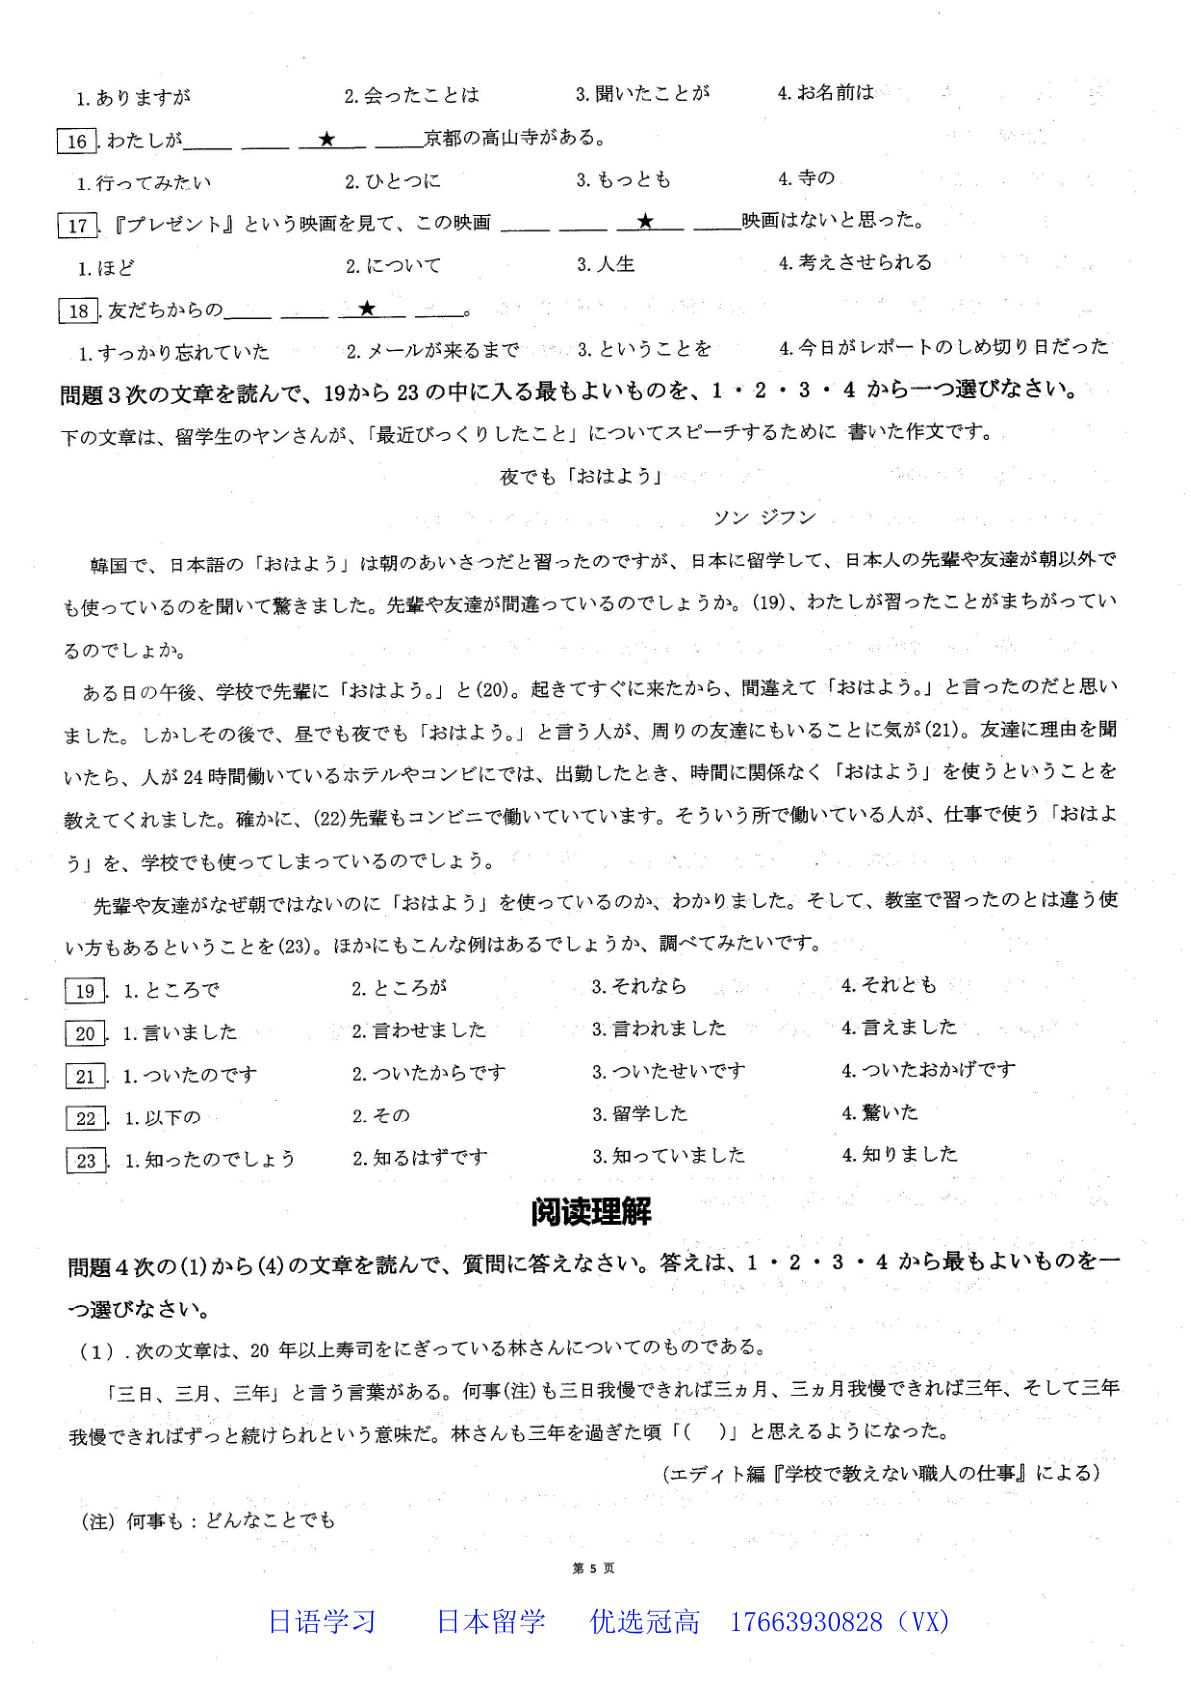 1.ありますが 2.会ったことは 3.聞いたことが 4.お名前は
16.わたしが_____ _____ __★___ _____京都の高山寺がある。
1.行ってみたい 2.ひとつに 3.もっとも 4.寺の
17.『プレゼント』という映画を見て、この映画 _____ _____ __★___ _____映画はないと思った。
1.ほど 2.について 3.人生 4.考えさせられる
18.友だちからの_____ _____ __★___ _____。
1.すっかり忘れていた 2.メールが来るまで 3.ということを 4.今日がレポートのしめ切り日だった
問題３次の文章を読んで、19から 23 の中に入る最もよいものを、１・２・３・４ から一つ選びなさい。
下の文章は、留学生のヤンさんが、「最近びっくりしたこと」についてスピーチするために 書いた作文です。
夜でも「おはよう」
ソン ジフン
韓国で、日本語の「おはよう」は朝のあいさつだと習ったのですが、日本に留学して、日本人の先輩や友達が朝以外で
も使っているのを聞いて驚きました。先輩や友達が間違っているのでしょうか。(19)、わたしが習ったことがまちがってい
るのでしょか。
ある日の午後、学校で先輩に「おはよう。」と(20)。起きてすぐに来たから、間違えて「おはよう。」と言ったのだと思い
ました。しかしその後で、昼でも夜でも「おはよう。」と言う人が、周りの友達にもいることに気が(21)。友達に理由を聞
いたら、人が 24 時間働いているホテルやコンビにでは、出勤したとき、時間に関係なく「おはよう」を使うということを
教えてくれました。確かに、(22)先輩もコンビニで働いていています。そういう所で働いている人が、仕事で使う「おはよ
う」を、学校でも使ってしまっているのでしょう。
先輩や友達がなぜ朝ではないのに「おはよう」を使っているのか、わかりました。そして、教室で習ったのとは違う使
い方もあるということを(23)。ほかにもこんな例はあるでしょうか、調べてみたいです。
19. 1.ところで 2.ところが 3.それなら 4.それとも
20. 1.言いました 2.言わせました 3.言われました 4.言えました
21. 1.ついたのです 2.ついたからです 3.ついたせいです 4.ついたおかげです
22. 1.以下の 2.その 3.留学した 4.驚いた
23. 1.知ったのでしょう 2.知るはずです 3.知っていました 4.知りました
阅读理解
問題４次の(1)から(4)の文章を読んで、質問に答えなさい。答えは、１・２・３・４ から最もよいものを一
つ選びなさい。
（１）.次の文章は、20 年以上寿司をにぎっている林さんについてのものである。
「三日、三月、三年」と言う言葉がある。何事(注)も三日我慢できれば三ヵ月、三ヵ月我慢できれば三年、そして三年
我慢できればずっと続けられという意味だ。林さんも三年を過ぎた頃「( )」と思えるようになった。
（エディト編『学校で教えない職人の仕事』による）
（注）何事も：どんなことでも
第 5 页
日语学习 日本留学 优选冠高 17663930828（VX）